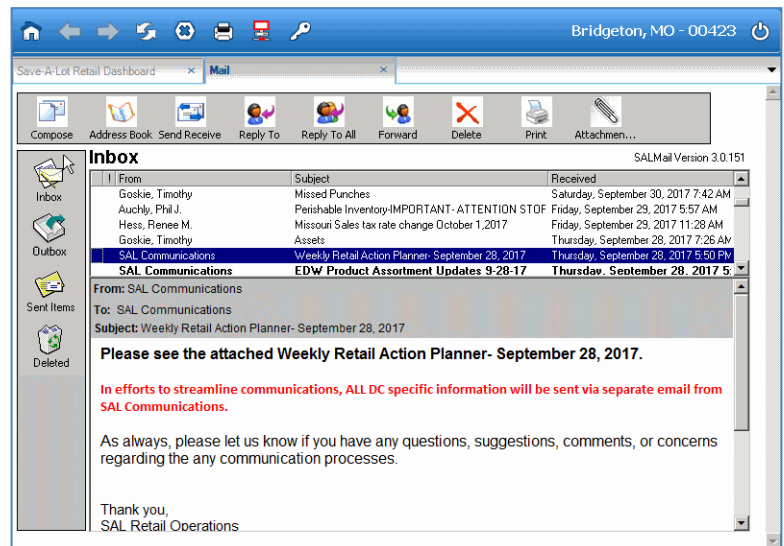 Bridgeton, MO - 00423
Save-A-Lot Retail Dashboard × Mail ×
Compose Address Book Send Receive Reply To Reply To All Forward Delete Print Attachmen...
Inbox SALMail Version 3.0.151
! From Subject Received
Goskie, Timothy Missed Punches Saturday, September 30, 2017 7:42 AM
Auchly, Phil J. Perishable Inventory-IMPORTANT- ATTENTION STOF Friday, September 29, 2017 5:57 AM
Hess, Renee M. Missouri Sales tax rate change October 1,2017 Friday, September 29, 2017 11:28 AM
Goskie, Timothy Assets Thursday, September 28, 2017 7:26 AM
SAL Communications Weekly Retail Action Planner- September 28, 2017 Thursday, September 28, 2017 5:50 PM
SAL Communications EDW Product Assortment Updates 9-28-17 Thursday, September 28, 2017 5:
Inbox
Outbox
Sent Items
Deleted
From: SAL Communications
To: SAL Communications
Subject: Weekly Retail Action Planner- September 28, 2017
Please see the attached Weekly Retail Action Planner- September 28, 2017.
In efforts to streamline communications, ALL DC specific information will be sent via separate email from
SAL Communications.
As always, please let us know if you have any questions, suggestions, comments, or concerns
regarding the any communication processes.
Thank you,
SAL Retail Operations